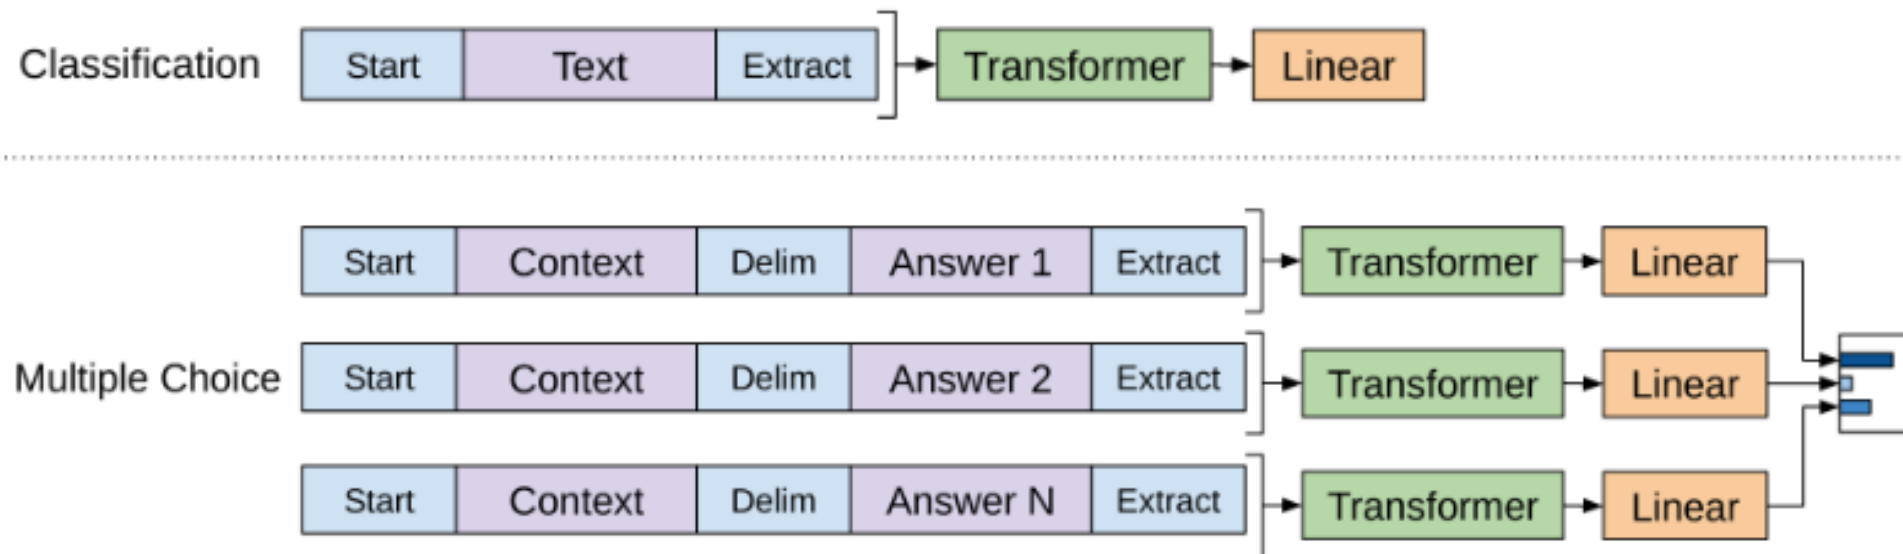 Classification Start Text Extract Transformer Linear
Start Context Delim Answer 1 Extract Transformer Linear
Multiple Choice Start Context Delim Answer 2 Extract Transformer Linear
Start Context Delim Answer N Extract Transformer Linear